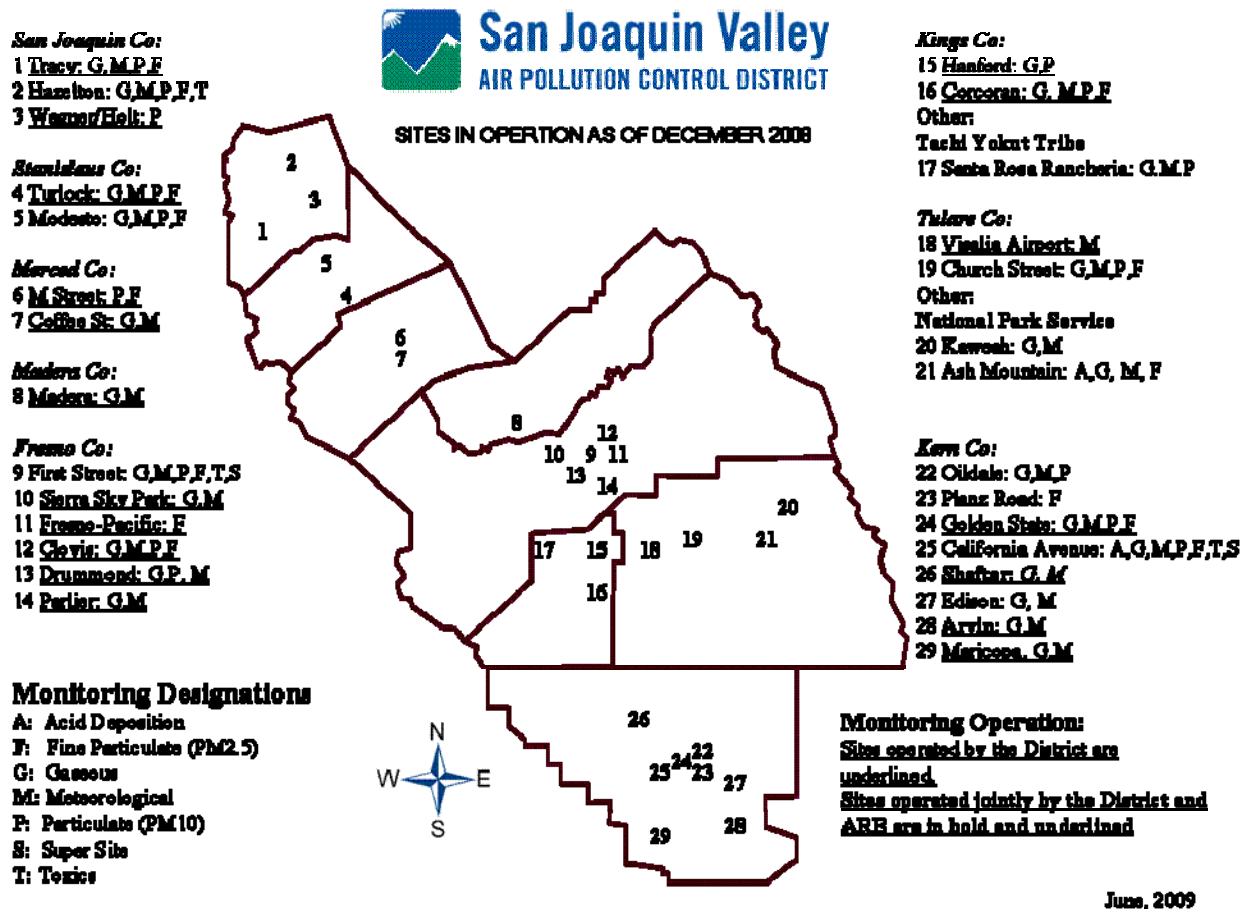 San Joaquin Valley
AIR POLLUTION CONTROL DISTRICT
SITES IN OPERTION AS OF DECEMBER 2008
San Joaquin Co:
1 Tracy: G,M,P,F
2 Hazelton: G,M,P,F,T
3 Wagner/Holt: P
Stanislaus Co:
4 Turlock: G,M,P,F
5 Modesto: G,M,P,F
Merced Co:
6 M Street: P,F
7 Coffee St: G,M
Madera Co:
8 Madera: G,M
Fresno Co:
9 First Street: G,M,P,F,T,S
10 Sierra Sky Park: G,M
11 Fresno-Pacific: F
12 Clovis: G,M,P,F
13 Drummond: G,P, M
14 Parlier: G,M
Monitoring Designations
A: Acid Deposition
F: Fine Particulate (PM2.5)
G: Gaseous
M: Meteorological
P: Particulate (PM10)
S: Super Site
T: Toxics
2
3
1
5
4
6
7
8
12
10 9 11
13
14
20
17 15 18 19 21
16
26
22
24
25 23
27
28
29
N
W E
S
Kings Co:
15 Hanford: G,P
16 Corcoran: G, M,P,F
Other:
Tachi Yokut Tribe
17 Santa Rosa Rancheria: G,M,P
Tulare Co:
18 Visalia Airport: M
19 Church Street: G,M,P,F
Other:
National Park Service
20 Kaweah: G,M
21 Ash Mountain: A,G, M, F
Kern Co:
22 Oildale: G,M,P
23 Planz Road: F
24 Golden State: G,M,P,F
25 California Avenue: A,G,M,P,F,T,S
26 Shafter: G, M
27 Edison: G, M
28 Arvin: G,M
29 Maricopa, G,M
Monitoring Operation:
Sites operated by the District are
underlined.
Sites operated jointly by the District and
ARB are in bold and underlined
June, 2009